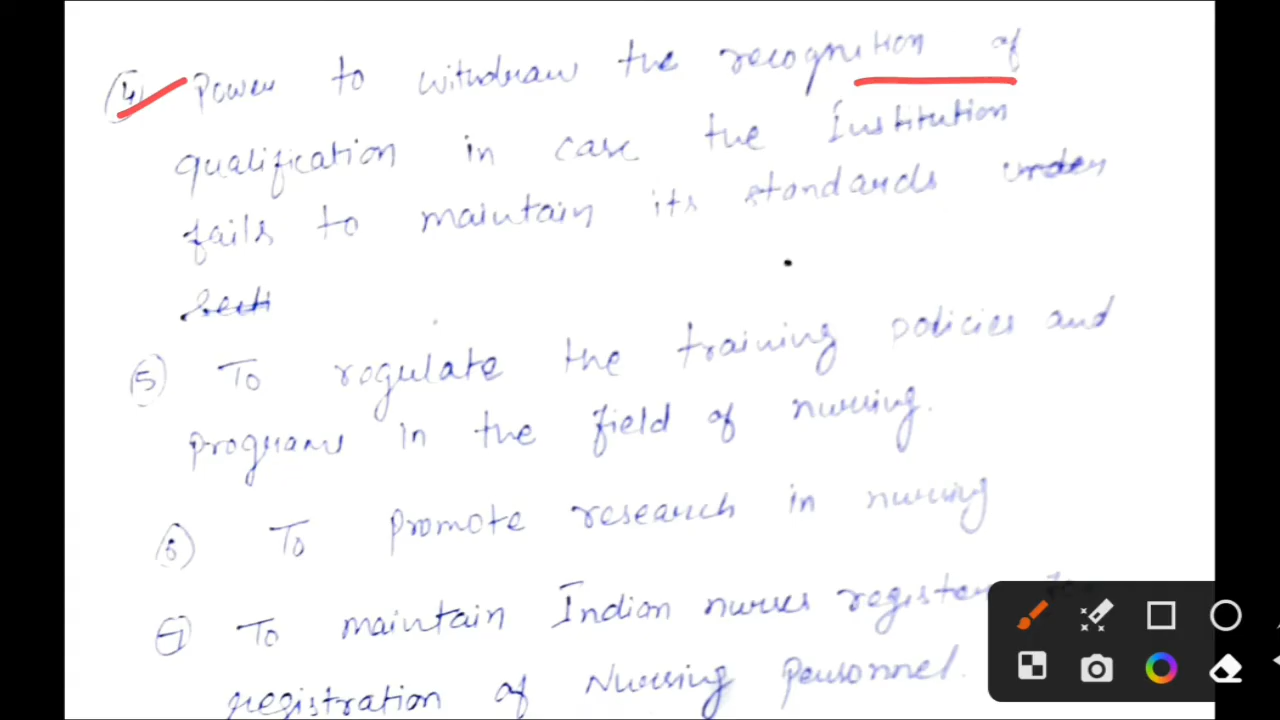 (4) Power to withdraw the recognition of
qualification in case the Institution
fails to maintain its standards under
(5) To regulate the training policies and
programs in the field of nursing.
(6) To promote research in nursing
(7) To maintain Indian nurses register
registration of Nursing Personnel.